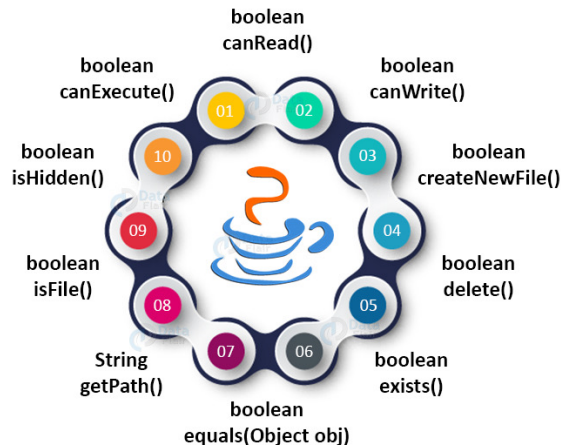 boolean
canRead()
boolean
canExecute()
boolean
canWrite()
01
02
10
03
boolean
isHidden()
boolean
createNewFile()
09
04
boolean
isFile()
boolean
delete()
08
05
07
06
String
getPath()
boolean
exists()
boolean
equals(Object obj)